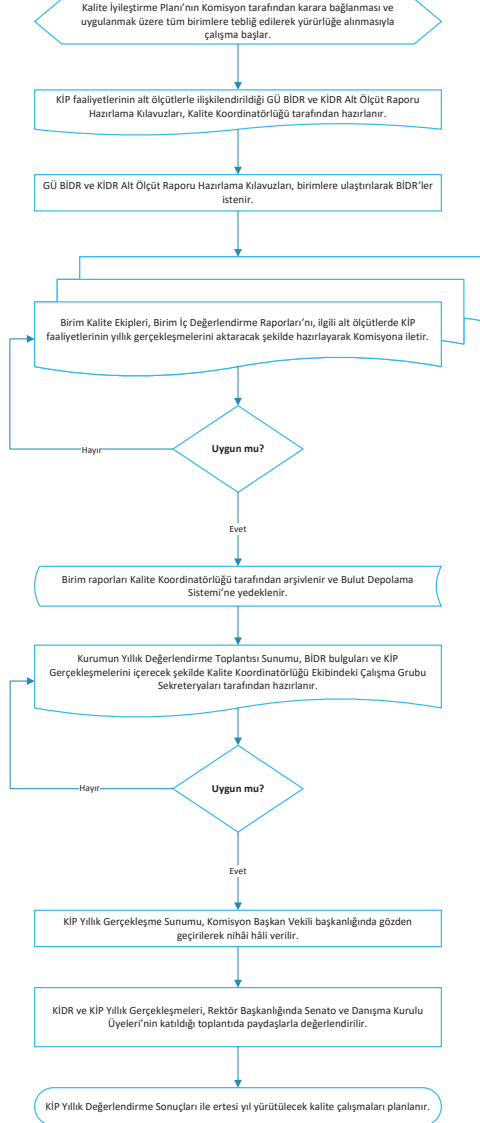 Kalite İyileştirme Planı'nın Komisyon tarafından karara bağlanması ve
uygulanmak üzere tüm birimlere tebliğ edilerek yürürlüğe alınmasıyla
çalışma başlar.
KİP faaliyetlerinin alt ölçütlerle ilişkilendirildiği GÜ BİDR ve KİDR Alt Ölçüt Raporu
Hazırlama Kılavuzları, Kalite Koordinatörlüğü tarafından hazırlanır.
GÜ BİDR ve KİDR Alt Ölçüt Raporu Hazırlama Kılavuzları, birimlere ulaştırılarak BİDR'ler
istenir.
Birim Kalite Ekipleri, Birim İç Değerlendirme Raporları'nı, ilgili alt ölçütlerde KİP
faaliyetlerinin yıllık gerçekleşmelerini aktaracak şekilde hazırlayarak Komisyona iletir.
Uygun mu?
Hayır
Evet
Birim raporları Kalite Koordinatörlüğü tarafından arşivlenir ve Bulut Depolama
Sistemi'ne yedeklenir.
Kurumun Yıllık Değerlendirme Toplantısı Sunumu, BİDR bulguları ve KİP
Gerçekleşmelerini içerecek şekilde Kalite Koordinatörlüğü Ekibindeki Çalışma Grubu
Sekreteryaları tarafından hazırlanır.
Uygun mu?
Hayır
Evet
KİP Yıllık Gerçekleşme Sunumu, Komisyon Başkan Vekili başkanlığında gözden
geçirilerek nihâi hâli verilir.
KİDR ve KİP Yıllık Gerçekleşmeleri, Rektör Başkanlığında Senato ve Danışma Kurulu
Üyeleri'nin katıldığı toplantıda paydaşlarla değerlendirilir.
KİP Yıllık Değerlendirme Sonuçları ile ertesi yıl yürütülecek kalite çalışmaları planlanır.